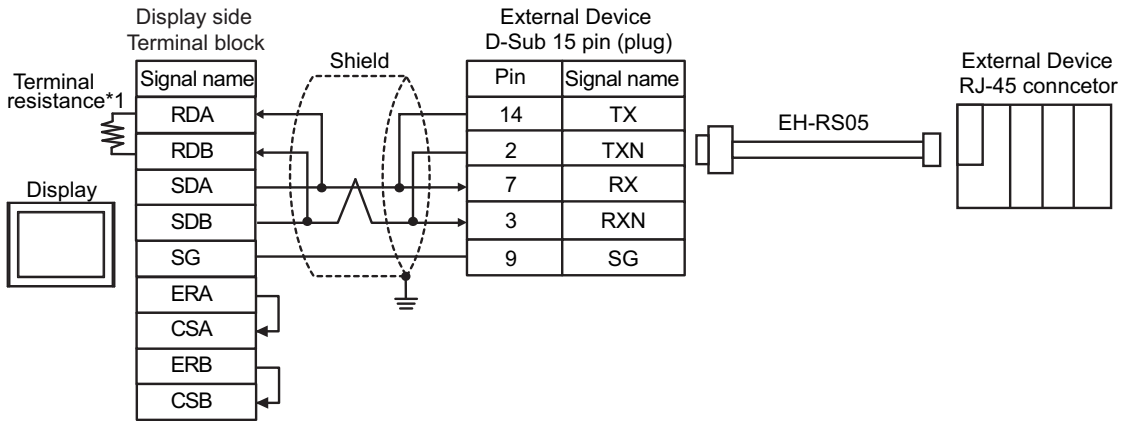 Display side
Terminal block
External Device
D-Sub 15 pin (plug)
External Device
RJ-45 conncetor
Shield
Terminal
resistance*1
Display
Signal name
RDA
RDB
SDA
SDB
SG
ERA
CSA
ERB
CSB
Pin Signal name
14 TX
2 TXN
7 RX
3 RXN
9 SG
EH-RS05